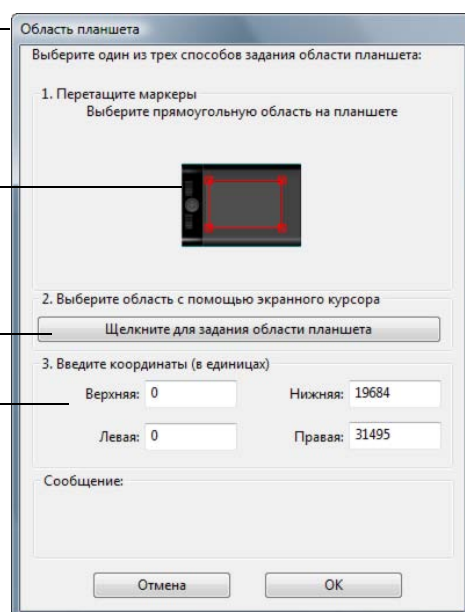 Область планшета
Выберите один из трех способов задания области планшета:
1. Перетащите маркеры
Выберите прямоугольную область на планшете
2. Выберите область с помощью экранного курсора
Щелкните для задания области планшета
3. Введите координаты (в единицах)
Верхняя: 0 Нижняя: 19684
Левая: 0 Правая: 31495
Сообщение:
Отмена OK